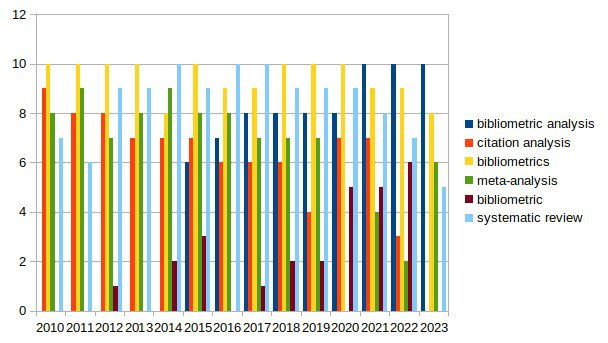 12
10
8
6
4
2
0
2010 2011 2012 2013 2014 2015 2016 2017 2018 2019 2020 2021 2022 2023
bibliometric analysis
citation analysis
bibliometrics
meta-analysis
bibliometric
systematic review